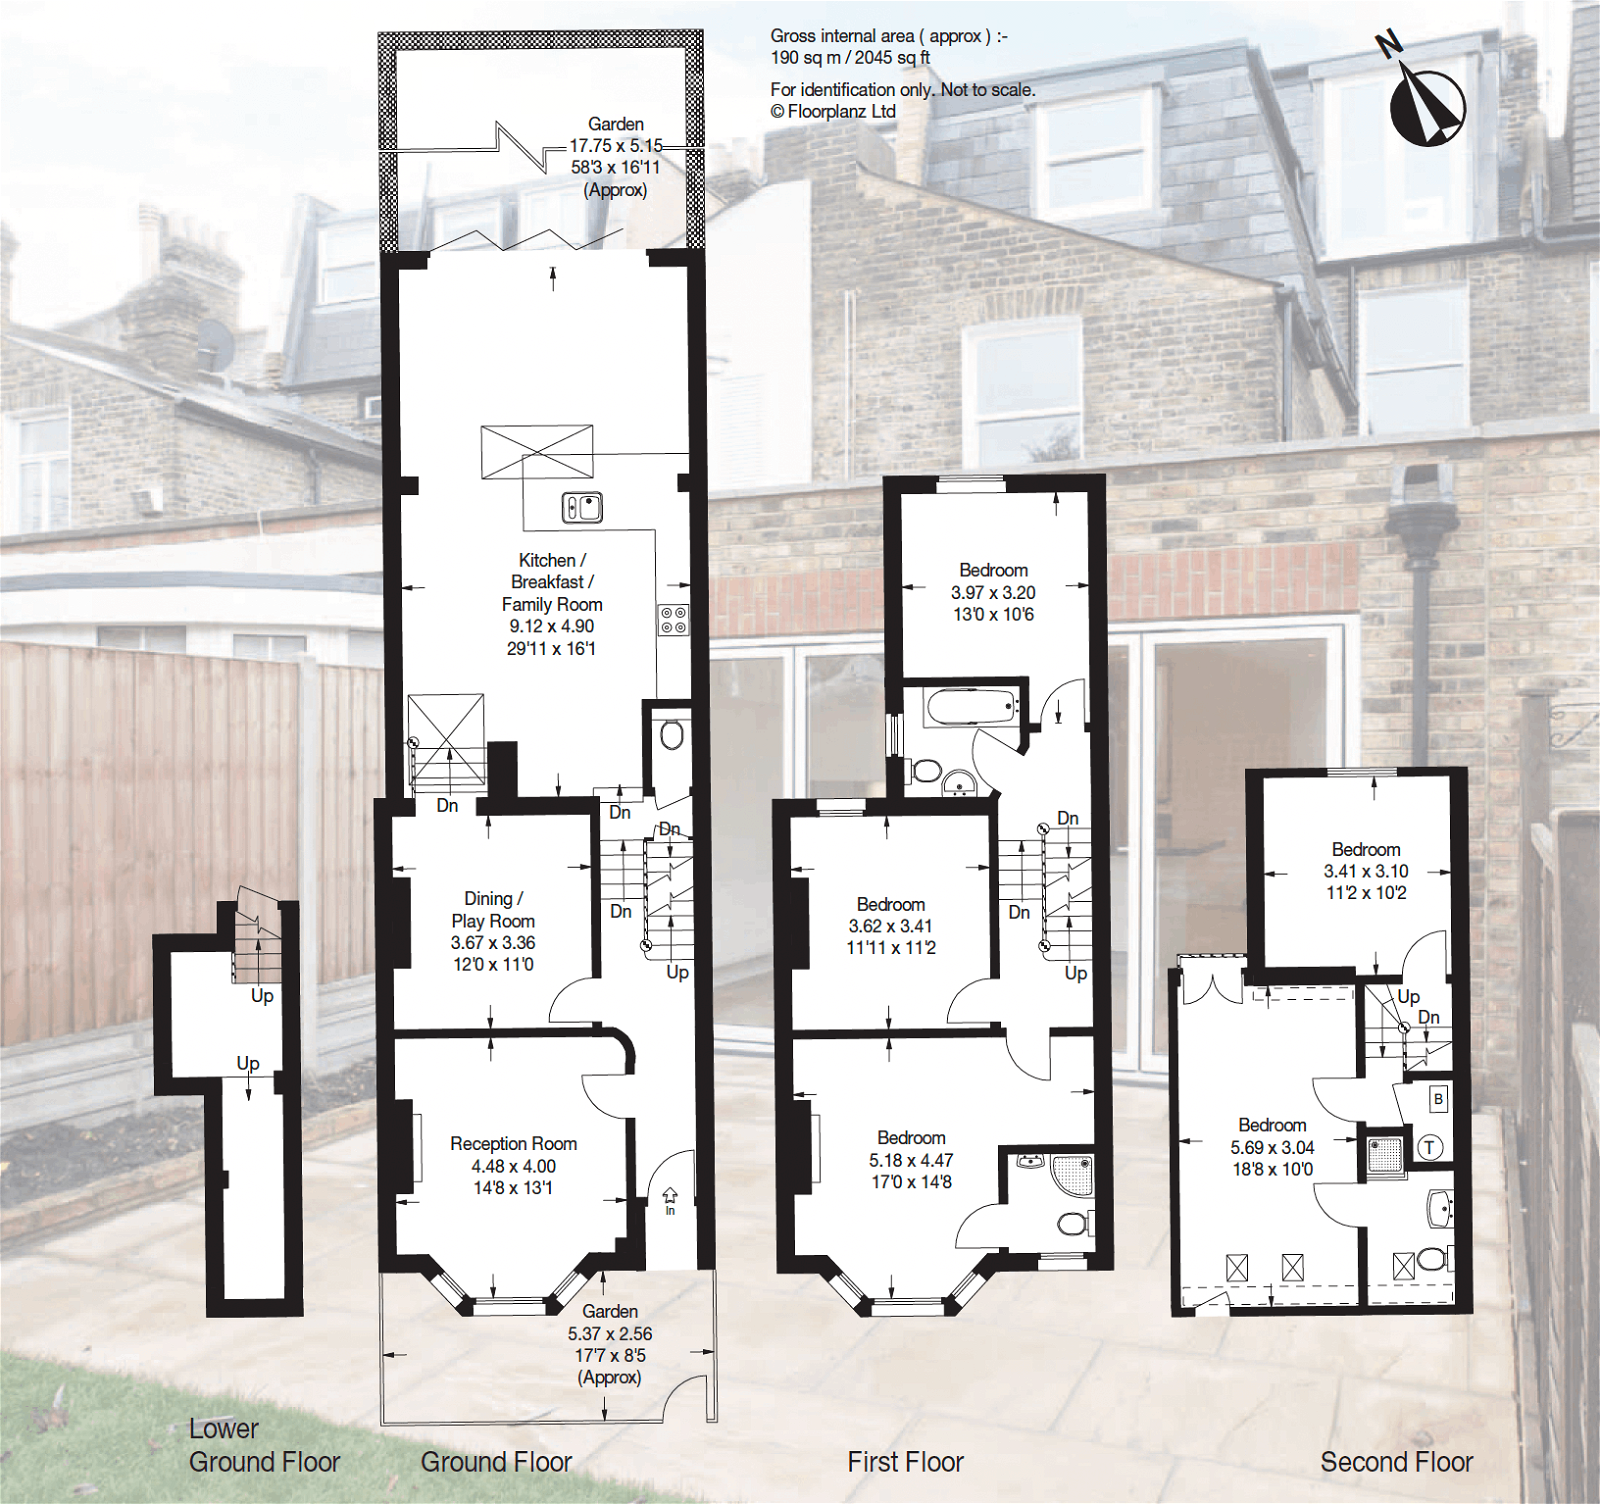 Gross internal area ( approx ) :-
190 sq m / 2045 sq ft
For identification only. Not to scale.
© Floorplanz Ltd
N
Garden
17.75 x 5.15
58'3 x 16'11
(Approx)
Kitchen /
Breakfast /
Family Room
9.12 x 4.90
29'11 x 16'1
Dn
Dn
Dn
Dn
Up
Dining /
Play Room
3.67 x 3.36
12'0 x 11'0
Reception Room
4.48 x 4.00
14'8 x 13'1
In
Garden
5.37 x 2.56
17'7 x 8'5
(Approx)
Up
Up
Bedroom
3.97 x 3.20
13'0 x 10'6
Dn
Dn
Up
Bedroom
3.62 x 3.41
11'11 x 11'2
Bedroom
5.18 x 4.47
17'0 x 14'8
Bedroom
3.41 x 3.10
11'2 x 10'2
Up
Dn
B
T
Bedroom
5.69 x 3.04
18'8 x 10'0
Lower
Ground Floor
Ground Floor
First Floor
Second Floor